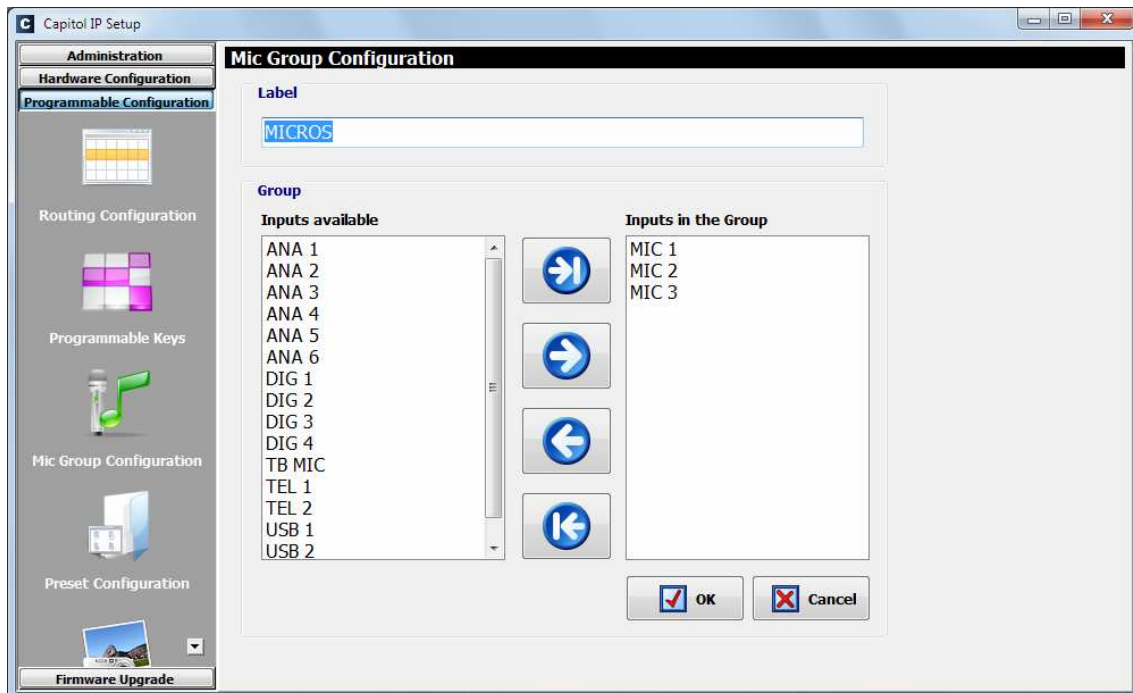 Capitol IP Setup
Administration
Hardware Configuration
Programmable Configuration
Routing Configuration
Programmable Keys
Mic Group Configuration
Preset Configuration
Firmware Upgrade
Mic Group Configuration
Label
MICROS
Group
Inputs available
ANA 1
ANA 2
ANA 3
ANA 4
ANA 5
ANA 6
DIG 1
DIG 2
DIG 3
DIG 4
TB MIC
TEL 1
TEL 2
USB 1
USB 2
Inputs in the Group
MIC 1
MIC 2
MIC 3
OK
Cancel